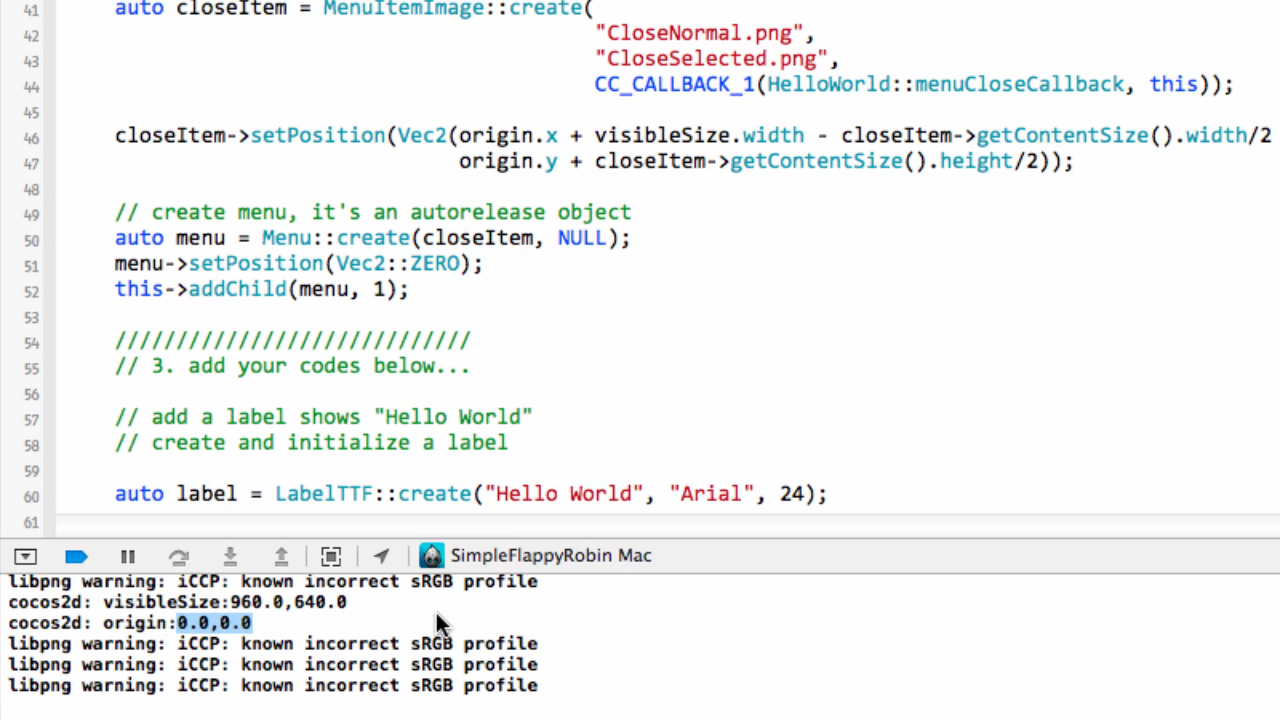 41 auto closeItem = MenuItemImage::create(
42 "CloseNormal.png",
43 "CloseSelected.png",
44 CC_CALLBACK_1(HelloWorld::menuCloseCallback, this));
45
46 closeItem->setPosition(Vec2(origin.x + visibleSize.width - closeItem->getContentSize().width/2
47 origin.y + closeItem->getContentSize().height/2));
48
49 // create menu, it's an autorelease object
50 auto menu = Menu::create(closeItem, NULL);
51 menu->setPosition(Vec2::ZERO);
52 this->addChild(menu, 1);
53
54 /////////////////////////////
55 // 3. add your codes below...
56
57 // add a label shows "Hello World"
58 // create and initialize a label
59
60 auto label = LabelTTF::create("Hello World", "Arial", 24);
61
SimpleFlappyRobin Mac
libpng warning: iCCP: known incorrect sRGB profile
cocos2d: visibleSize:960.0,640.0
cocos2d: origin:0.0,0.0
libpng warning: iCCP: known incorrect sRGB profile
libpng warning: iCCP: known incorrect sRGB profile
libpng warning: iCCP: known incorrect sRGB profile